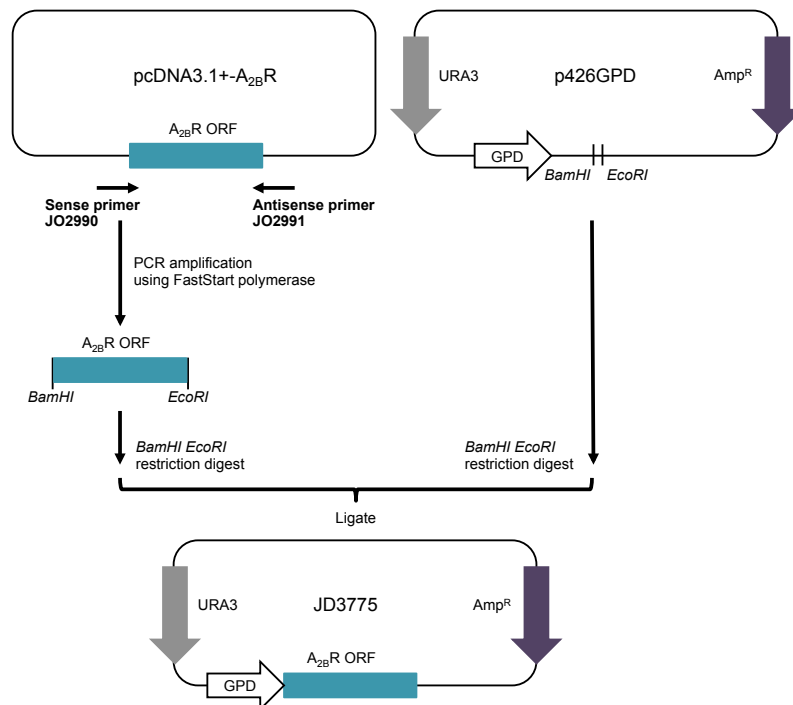 pcDNA3.1+-A₂BR
A₂BR ORF
Sense primer
JO2990
Antisense primer
JO2991
URA3
p426GPD
Ampᴿ
GPD
BamHI
EcoRI
PCR amplification
using FastStart polymerase
A₂BR ORF
BamHI
EcoRI
BamHI EcoRI
restriction digest
BamHI EcoRI
restriction digest
Ligate
URA3
JD3775
Ampᴿ
A₂BR ORF
GPD